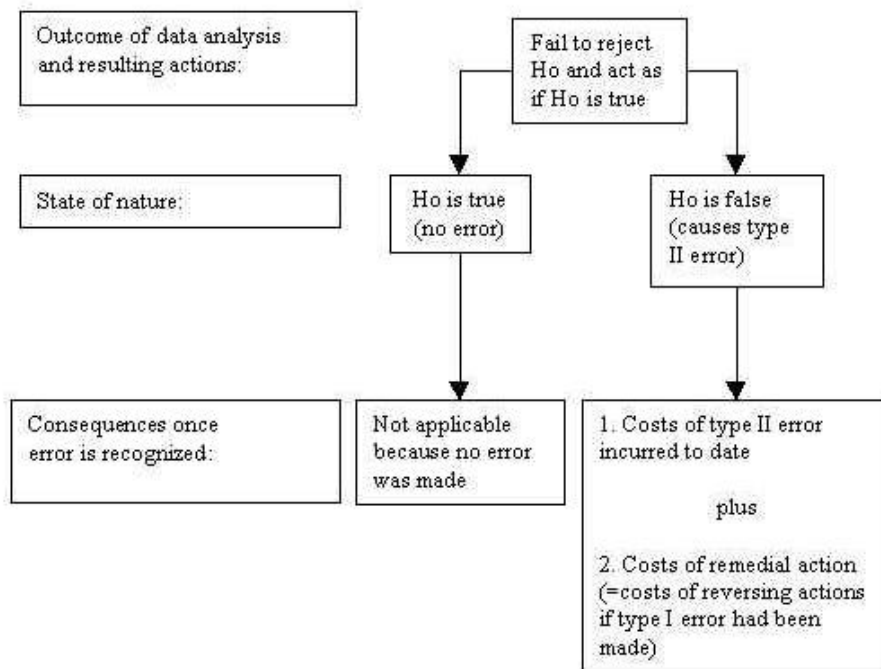 Outcome of data analysis
and resulting actions:
Fail to reject
Ho and act as
if Ho is true
State of nature:
Ho is true
(no error)
Ho is false
(causes type
II error)
Consequences once
error is recognized:
Not applicable
because no error
was made
1. Costs of type II error
incurred to date
plus
2. Costs of remedial action
(=costs of reversing actions
if type I error had been
made)